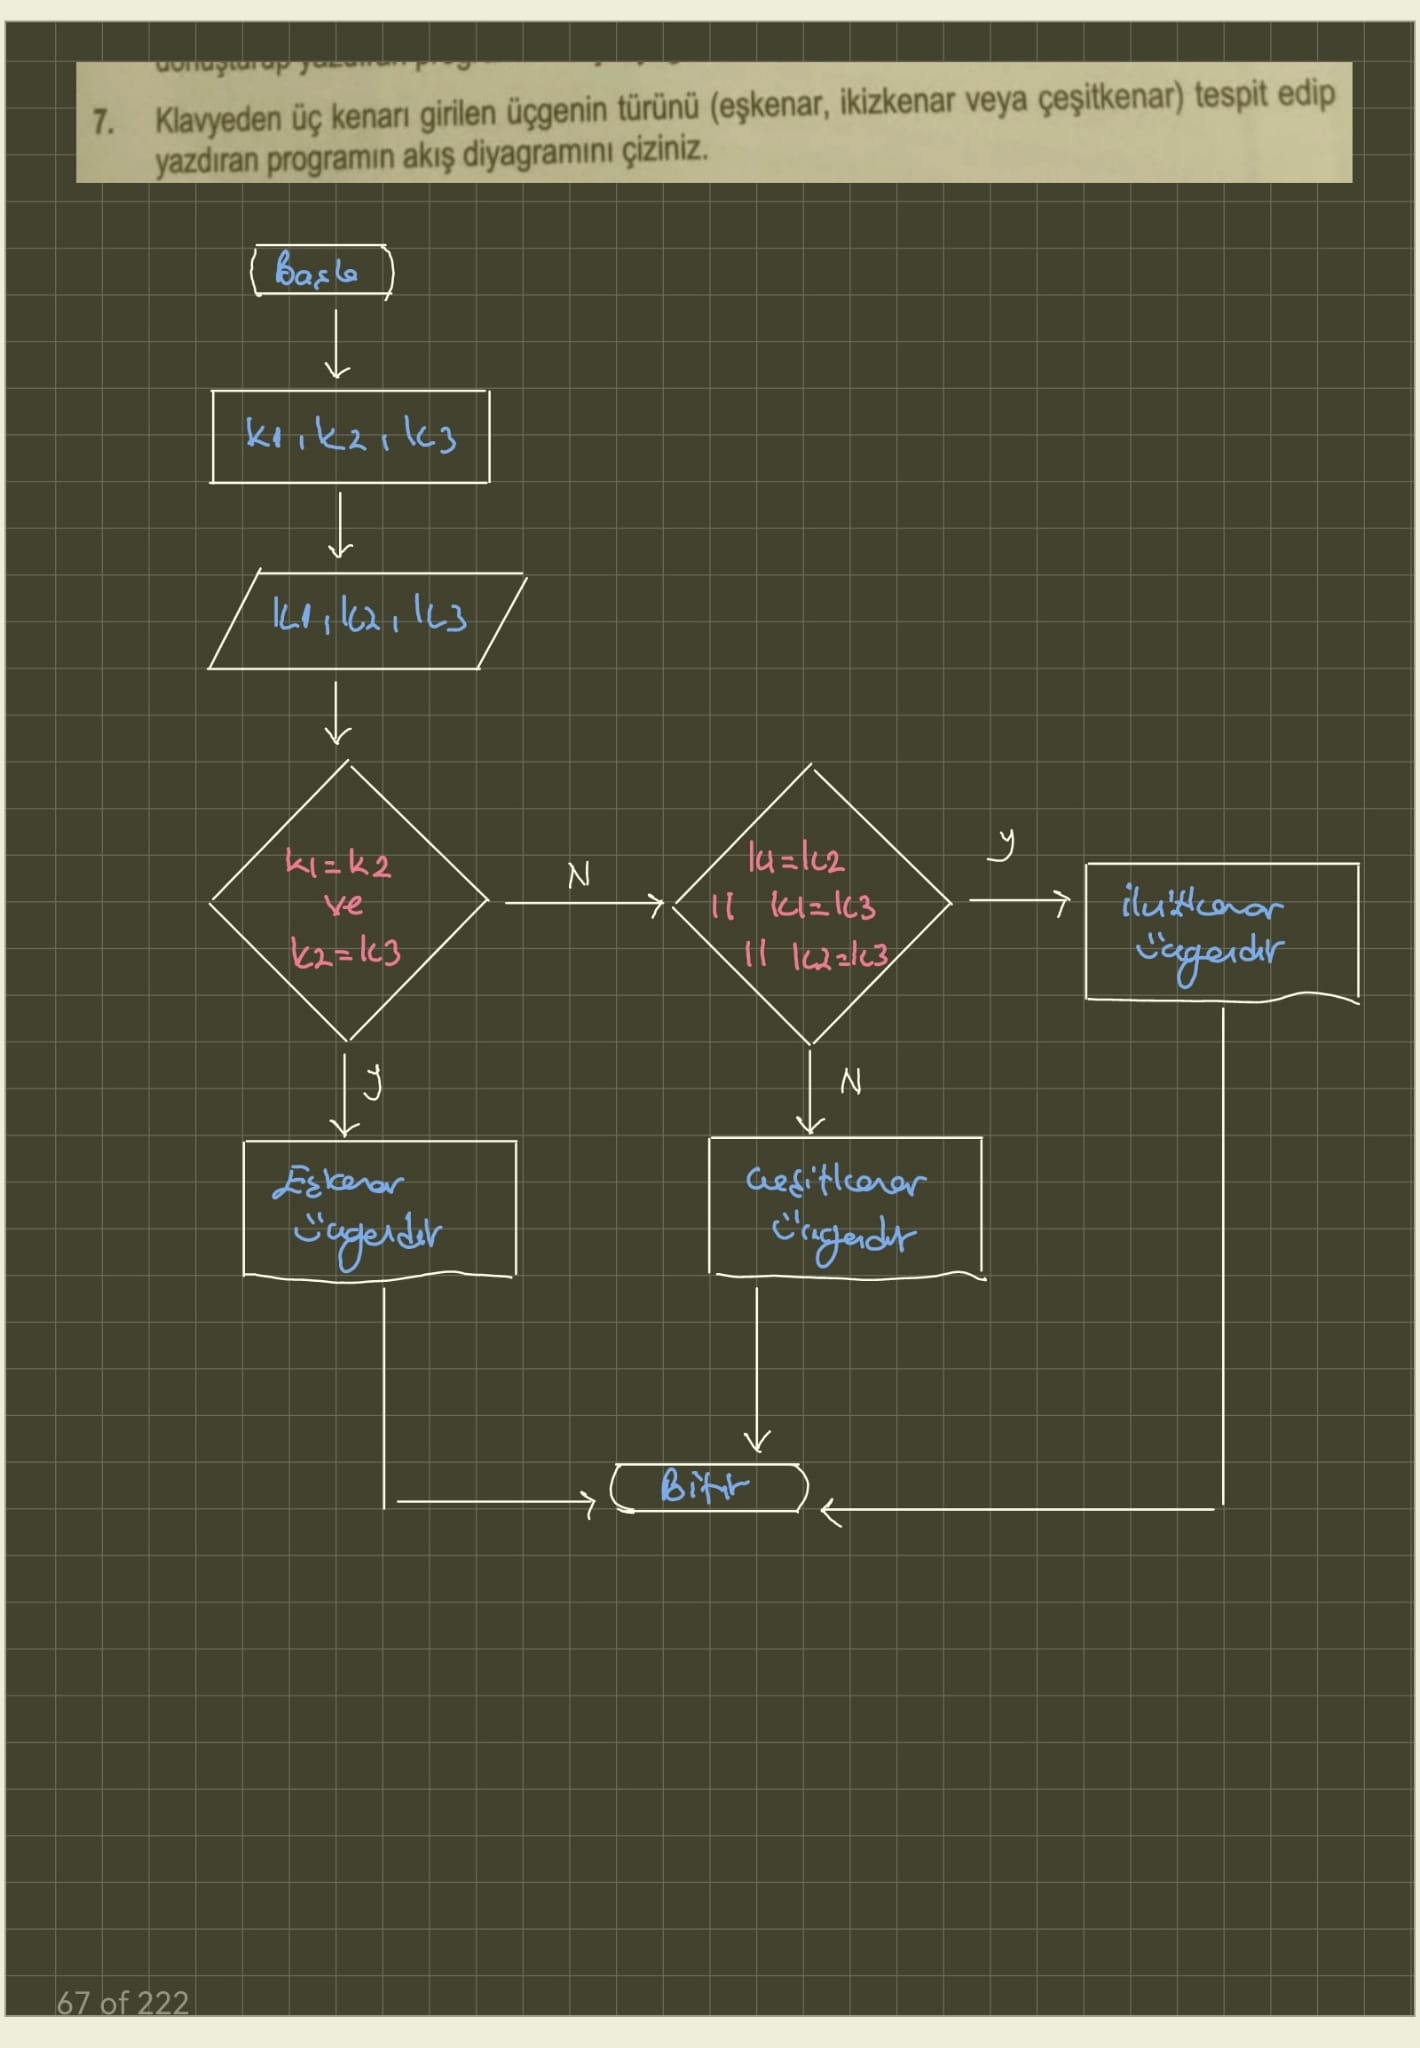 7. Klavyeden üç kenarı girilen üçgenin türünü (eşkenar, ikizkenar veya çeşitkenar) tespit edip
yazdıran programın akış diyagramını çiziniz.
Başla
k1, k2, k3
k1, k2, k3
k1=k2
ve
k2=k3
N
k1=k2
|| k1=k3
|| k2=k3
y
ikizkenar
üçgendir
y
N
Eşkenar
üçgendir
Çeşitkenar
üçgendir
Bitir
67 of 222